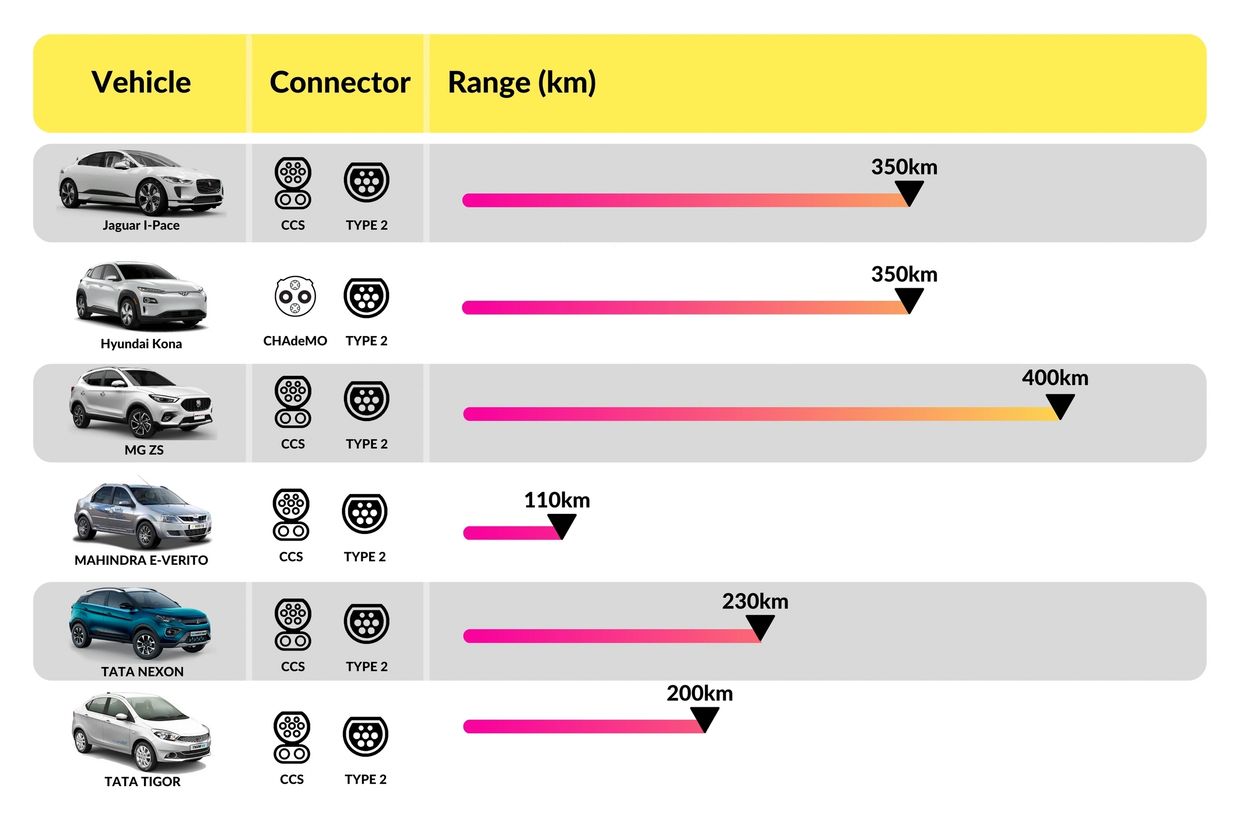 Vehicle
Connector
Range (km)
350km
CCS
TYPE 2
Jaguar I-Pace
350km
CHAdeMO
TYPE 2
Hyundai Kona
400km
CCS
TYPE 2
MG ZS
110km
CCS
TYPE 2
MAHINDRA E-VERITO
230km
CCS
TYPE 2
TATA NEXON
200km
CCS
TYPE 2
TATA TIGOR